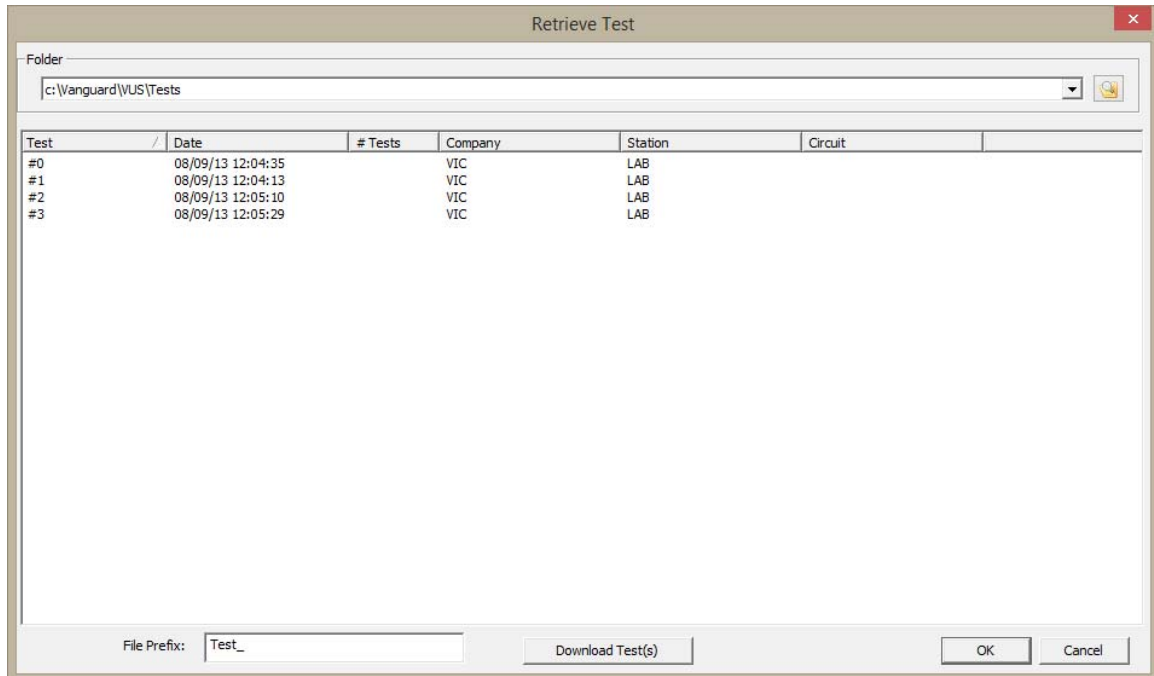 Retrieve Test
Folder
c:\Vanguard\VUS\Tests
Test / Date # Tests Company Station Circuit
#0 08/09/13 12:04:35 VIC LAB
#1 08/09/13 12:04:13 VIC LAB
#2 08/09/13 12:05:10 VIC LAB
#3 08/09/13 12:05:29 VIC LAB
File Prefix: Test_ Download Test(s) OK Cancel